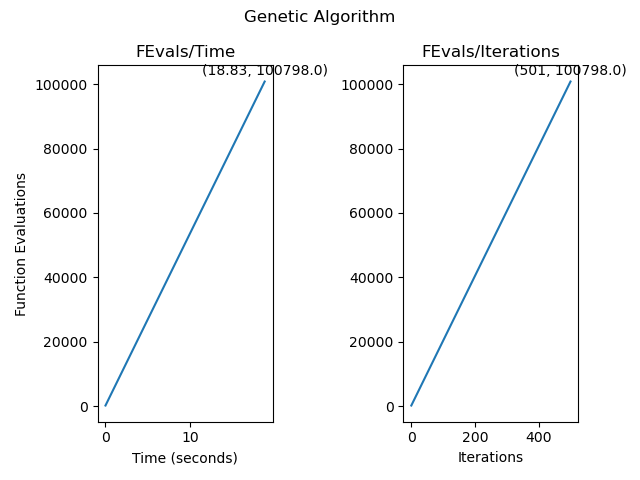 Genetic Algorithm
FEvals/Time
(18.83, 100798.0)
100000
80000
60000
40000
20000
0
Function Evaluations
0 10
Time (seconds)
FEvals/Iterations
(501, 100798.0)
100000
80000
60000
40000
20000
0
0 200 400
Iterations